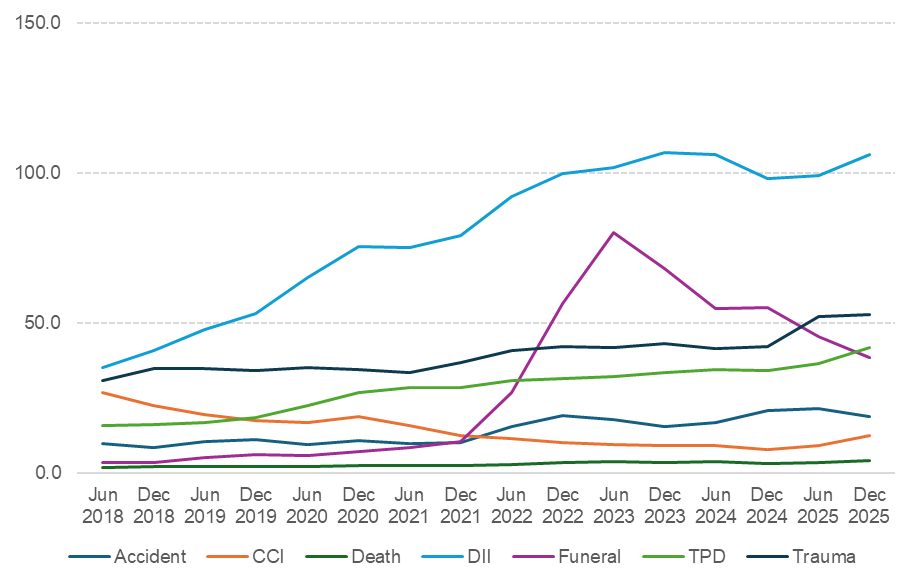 150.0
100.0
50.0
0.0
Jun Dec Jun Dec Jun Dec Jun Dec Jun Dec Jun Dec Jun Dec Jun Dec
2018 2018 2019 2019 2020 2020 2021 2021 2022 2022 2023 2023 2024 2024 2025 2025
Accident CCI Death DII Funeral TPD Trauma